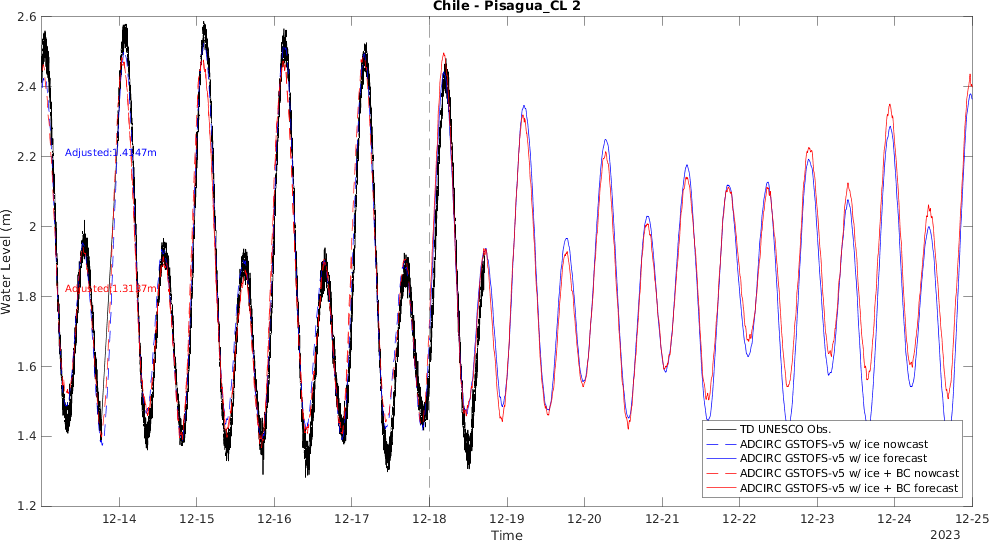 Chile - Pisagua_CL 2
Water Level (m)
2.6
2.4
2.2
2
1.8
1.6
1.4
1.2
Adjusted:1.4147m
Adjusted:1.3137m
TD UNESCO Obs.
ADCIRC GSTOFS-v5 w/ ice nowcast
ADCIRC GSTOFS-v5 w/ ice forecast
ADCIRC GSTOFS-v5 w/ ice + BC nowcast
ADCIRC GSTOFS-v5 w/ ice + BC forecast
12-14 12-15 12-16 12-17 12-18 12-19 12-20 12-21 12-22 12-23 12-24 12-25
Time
2023